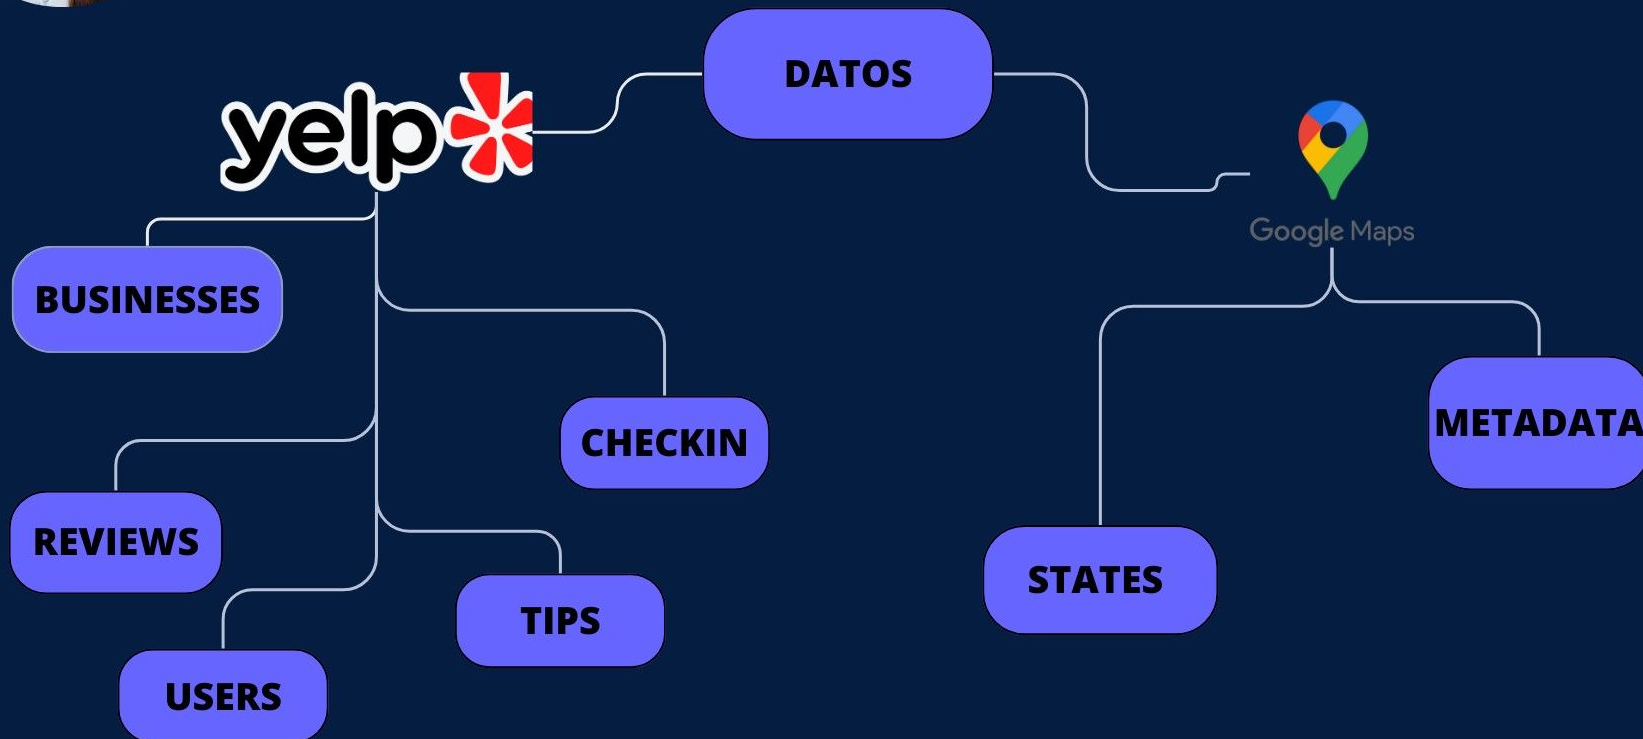 DATOS
yelp
Google Maps
BUSINESSES
CHECKIN
METADATA
REVIEWS
STATES
TIPS
USERS